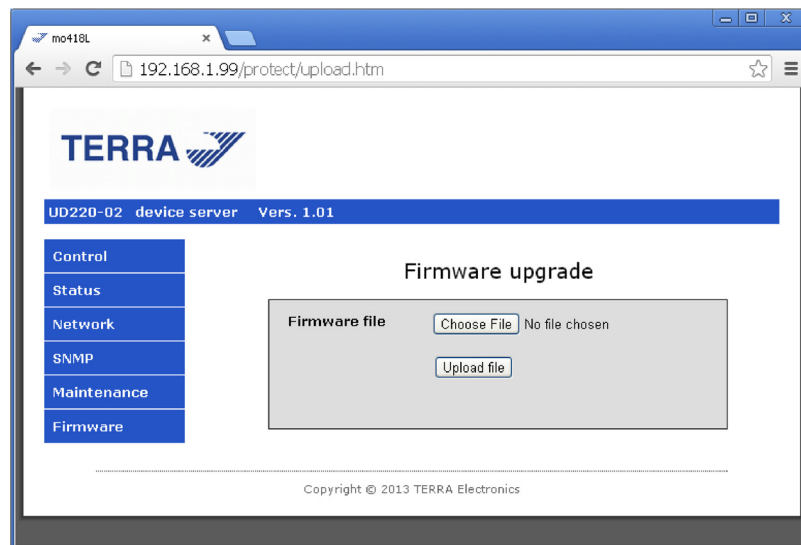 mo418L
192.168.1.99/protect/upload.htm
TERRA
UD220-02 device server Vers. 1.01
Control
Status
Network
SNMP
Maintenance
Firmware
Firmware upgrade
Firmware file Choose File No file chosen
Upload file
Copyright © 2013 TERRA Electronics